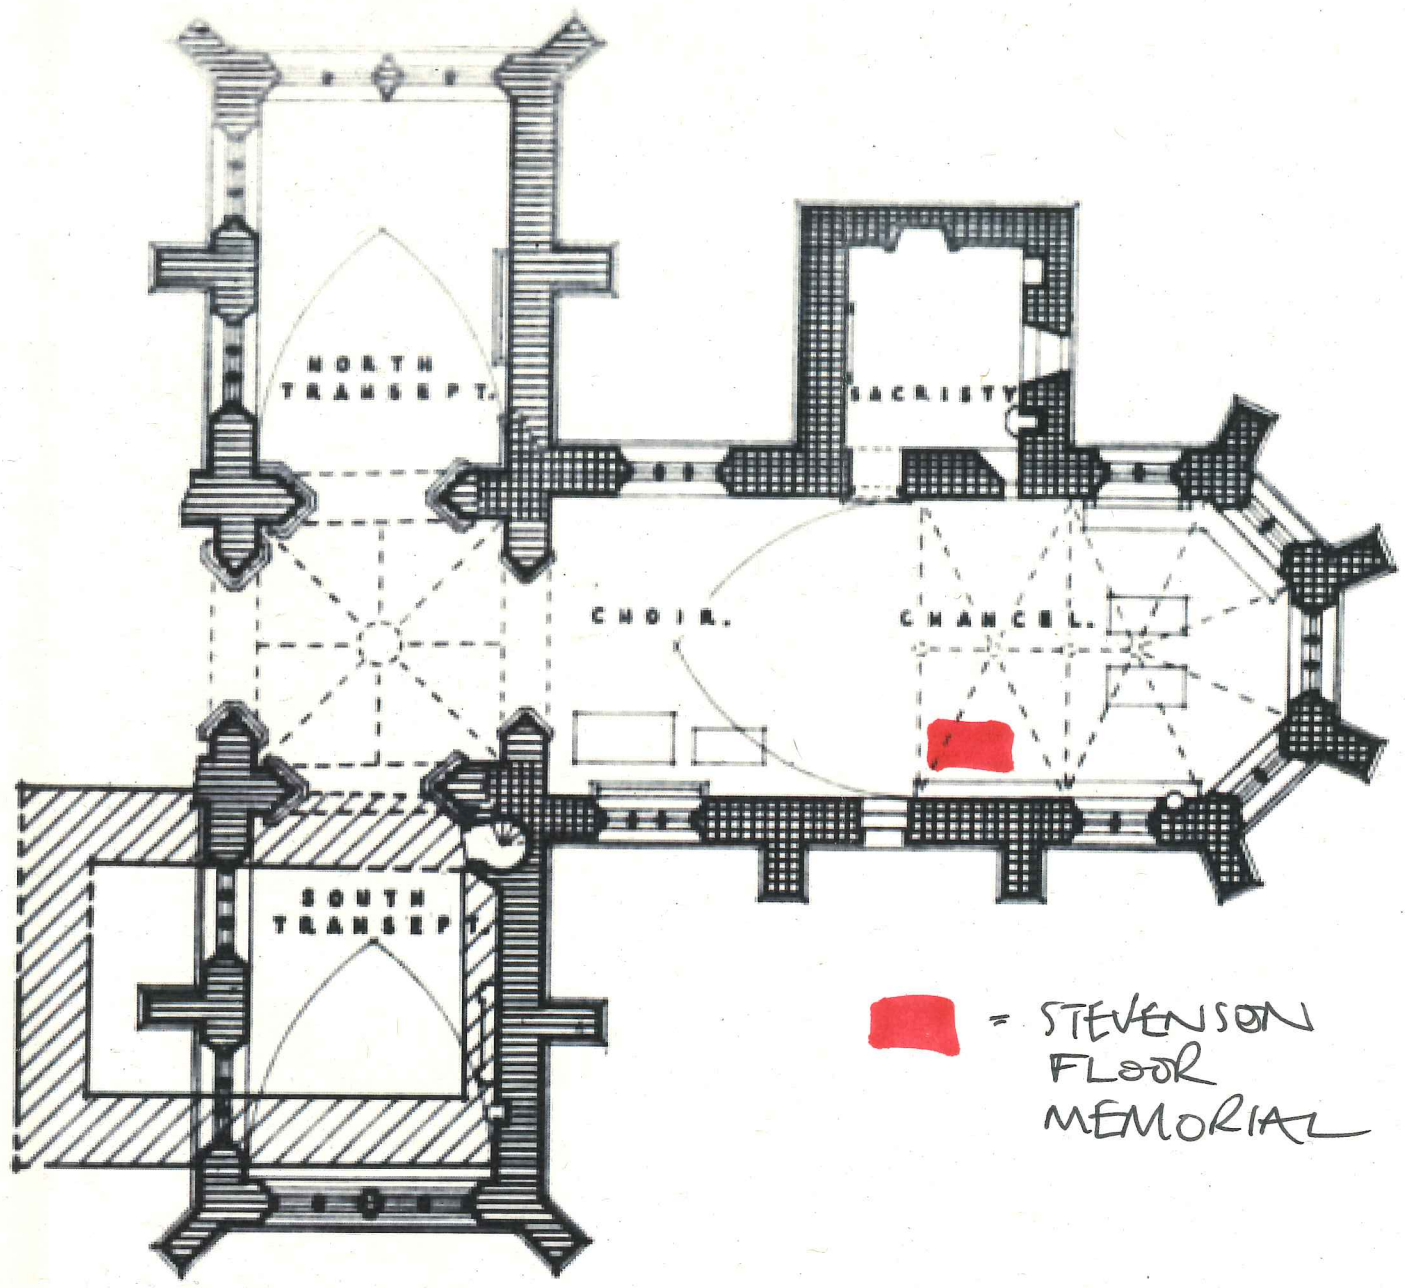 NORTH
TRANSEPT.
SACRISTY
CHOIR.
CHANCEL.
SOUTH
TRANSEPT.
= STEVENSON
FLOOR
MEMORIAL